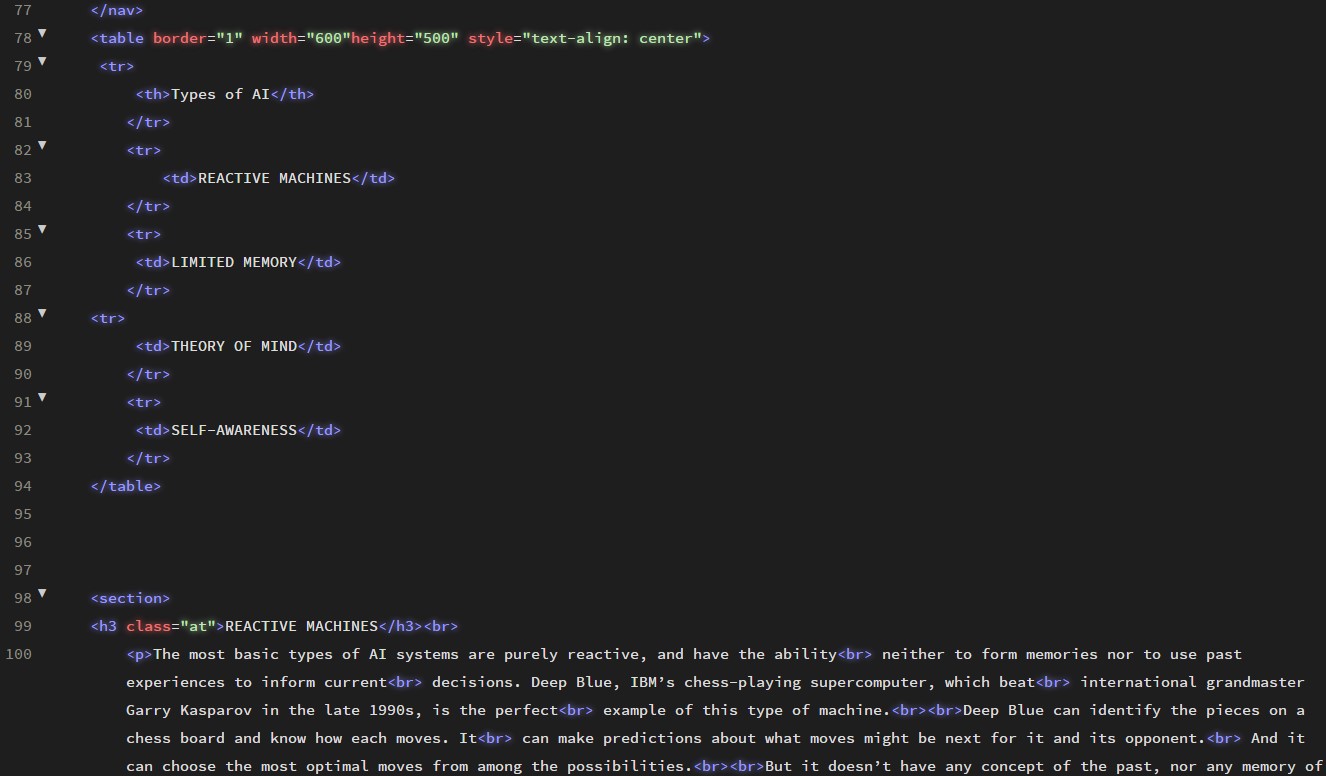 77 </nav>
78 <table border="1" width="600"height="500" style="text-align: center">
79 <tr>
80 <th>Types of AI</th>
81 </tr>
82 <tr>
83 <td>REACTIVE MACHINES</td>
84 </tr>
85 <tr>
86 <td>LIMITED MEMORY</td>
87 </tr>
88 <tr>
89 <td>THEORY OF MIND</td>
90 </tr>
91 <tr>
92 <td>SELF-AWARENESS</td>
93 </tr>
94 </table>
95
96
97
98 <section>
99 <h3 class="at">REACTIVE MACHINES</h3><br>
100 <p>The most basic types of AI systems are purely reactive, and have the ability<br> neither to form memories nor to use past
experiences to inform current<br> decisions. Deep Blue, IBM’s chess-playing supercomputer, which beat<br> international grandmaster
Garry Kasparov in the late 1990s, is the perfect<br> example of this type of machine.<br><br>Deep Blue can identify the pieces on a
chess board and know how each moves. It<br> can make predictions about what moves might be next for it and its opponent.<br> And it
can choose the most optimal moves from among the possibilities.<br><br>But it doesn’t have any concept of the past, nor any memory of